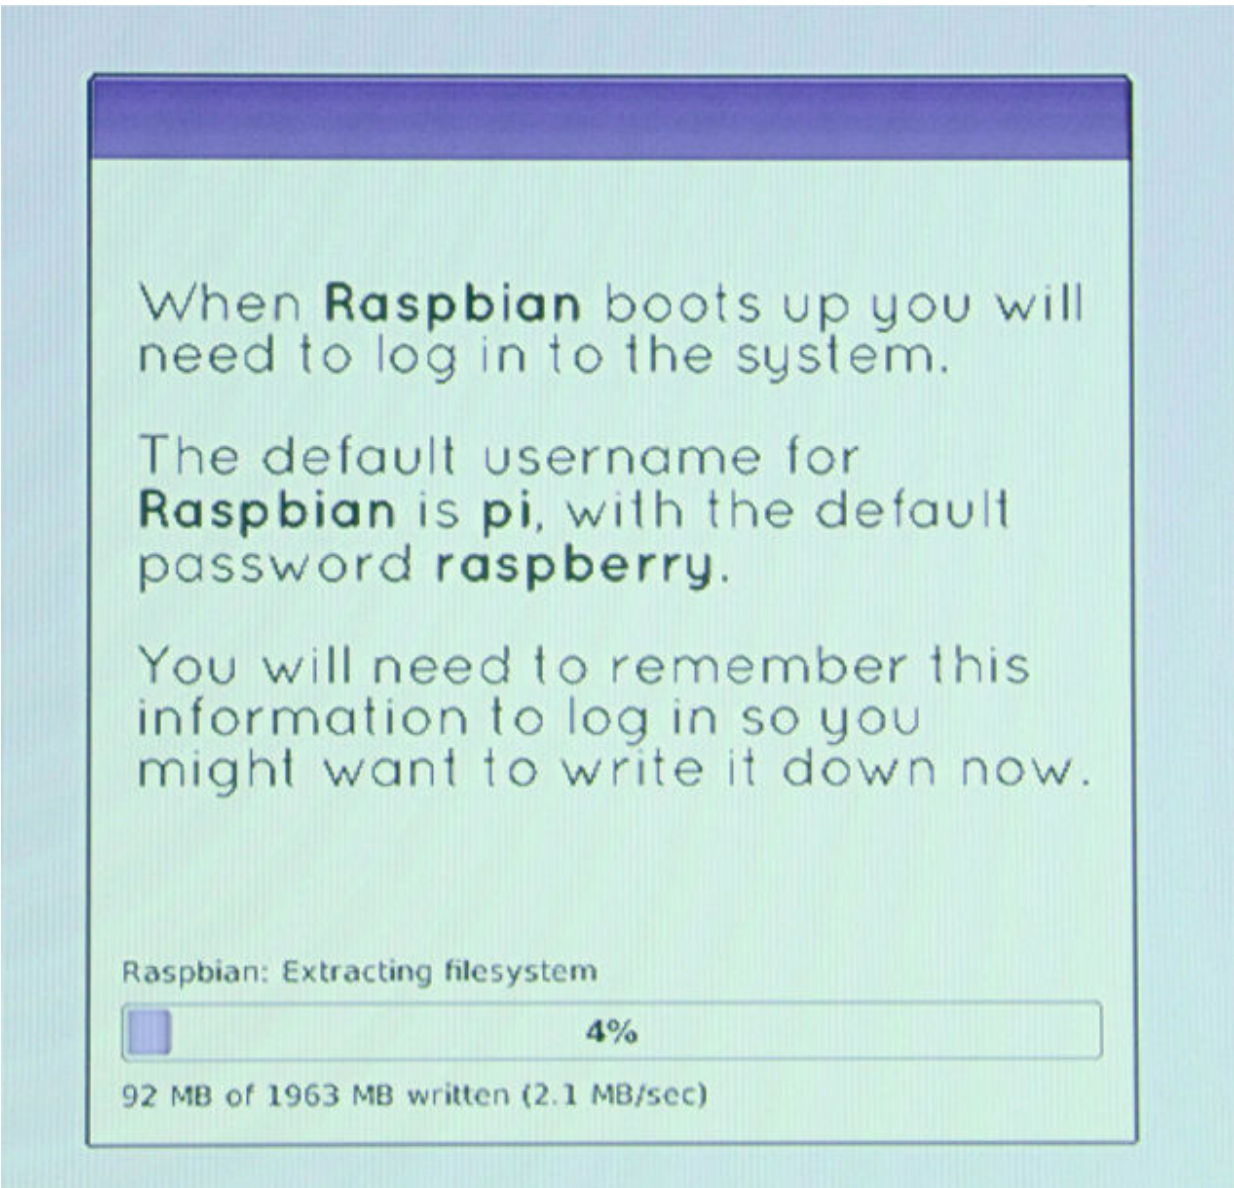 When Raspbian boots up you will
need to log in to the system.
The default username for
Raspbian is pi, with the default
password raspberry.
You will need to remember this
information to log in so you
might want to write it down now.
Raspbian: Extracting filesystem
4%
92 MB of 1963 MB written (2.1 MB/sec)